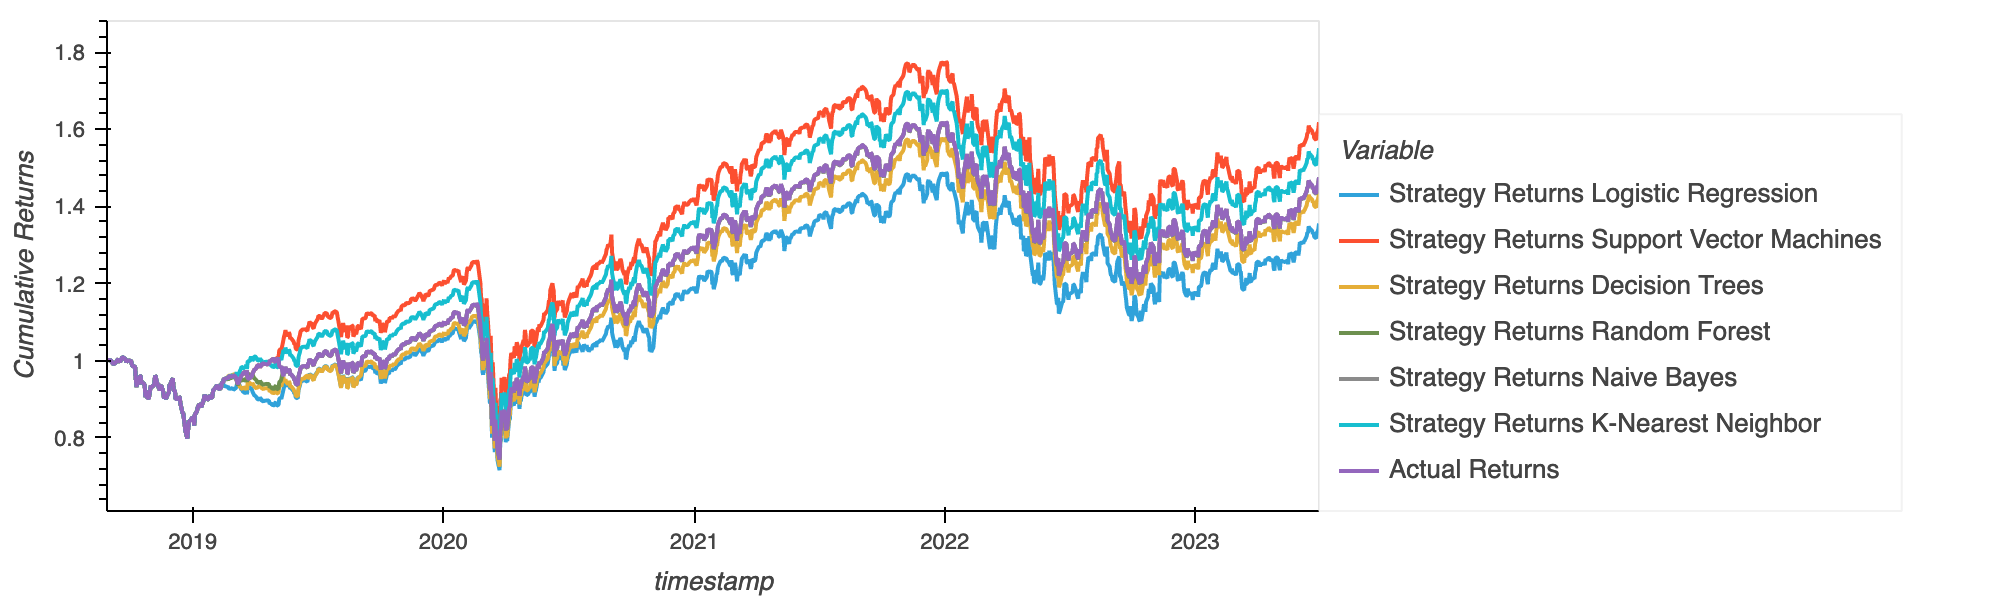 Cumulative Returns
1.8
1.6
1.4
1.2
1
0.8
2019 2020 2021 2022 2023
timestamp
Variable
Strategy Returns Logistic Regression
Strategy Returns Support Vector Machines
Strategy Returns Decision Trees
Strategy Returns Random Forest
Strategy Returns Naive Bayes
Strategy Returns K-Nearest Neighbor
Actual Returns